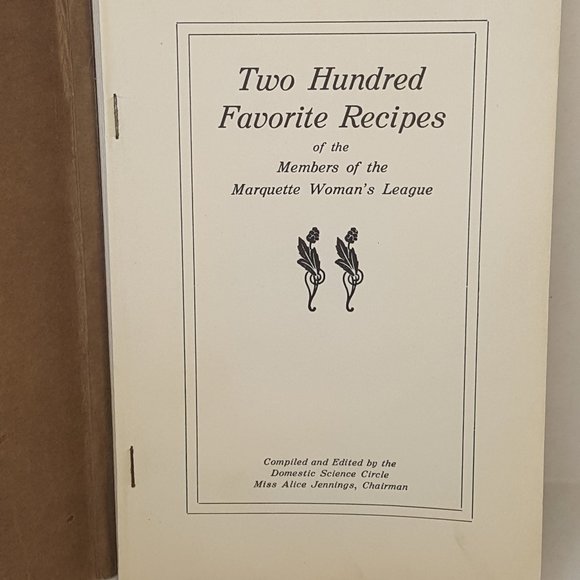 Two Hundred
Favorite Recipes
of the
Members of the
Marquette Woman's League
Compiled and Edited by the
Domestic Science Circle
Miss Alice Jennings, Chairman